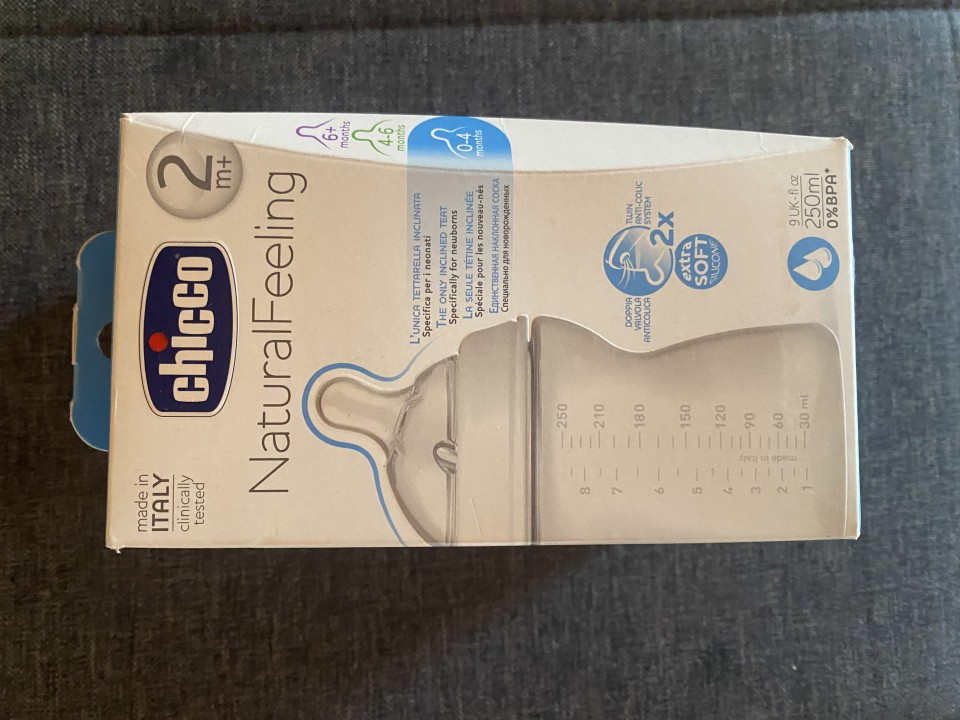 made in
ITALY
clinically
tested
chicco
2
m+
NaturalFeeling
6+
months
4-6
months
0-4
months
L'UNICA TETTARELLA INCLINATA
Specifica per i neonati
THE ONLY INCLINED TEAT
Specifically for newborns
LA SEULE TÉTINE INCLINÉE
Spéciale pour les nouveau-nés
ЕДИНСТВЕННАЯ НАКЛОННАЯ СОСКА
Специально для новорожденных
DOPPIA
VALVOLA
ANTICOLICA
TWIN
ANTI-COLIC
SYSTEM
2X
extra
SOFT
SILICONE
9 UK-fl oz
250ml
0%BPA*
8 250
7 210
6 180
5 150
4 120
3 90
2 60
1 30 ml
made in Italy